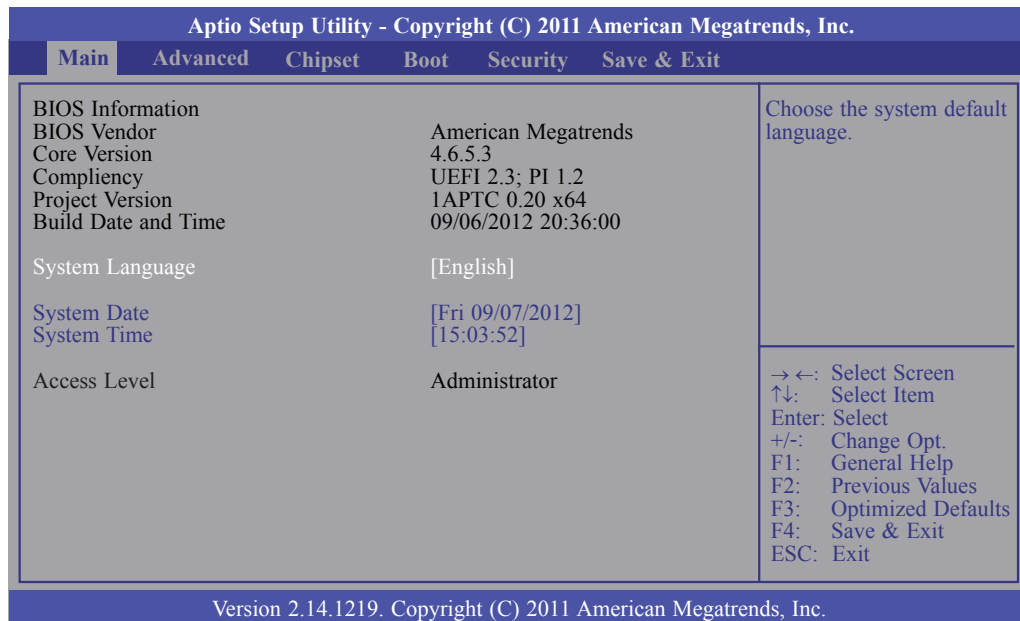 Aptio Setup Utility - Copyright (C) 2011 American Megatrends, Inc.
Main Advanced Chipset Boot Security Save & Exit
BIOS Information
BIOS Vendor American Megatrends
Core Version 4.6.5.3
Compliency UEFI 2.3; PI 1.2
Project Version 1APTC 0.20 x64
Build Date and Time 09/06/2012 20:36:00
System Language [English]
System Date [Fri 09/07/2012]
System Time [15:03:52]
Access Level Administrator
Choose the system default
language.
→ ←: Select Screen
↑↓: Select Item
Enter: Select
+/-: Change Opt.
F1: General Help
F2: Previous Values
F3: Optimized Defaults
F4: Save & Exit
ESC: Exit
Version 2.14.1219. Copyright (C) 2011 American Megatrends, Inc.